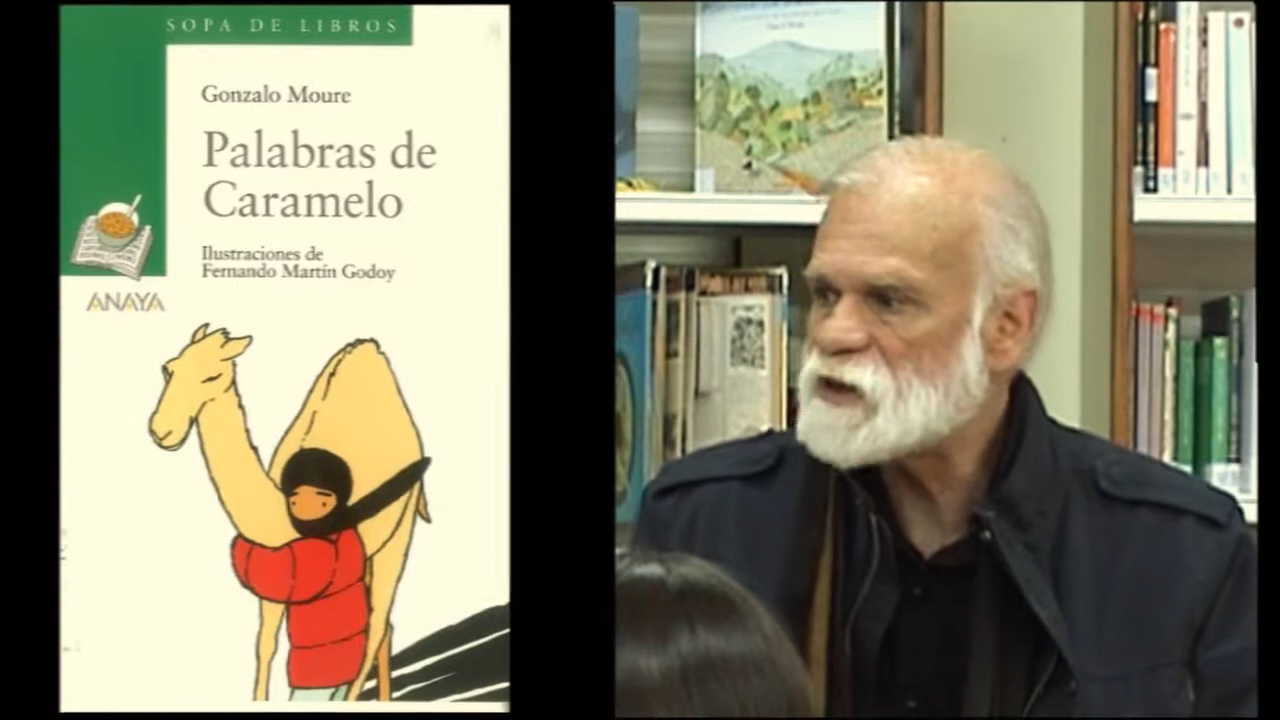 SOPA DE LIBROS
Gonzalo Moure
Palabras de
Caramelo
Ilustraciones de
Fernando Martín Godoy
ANAYA